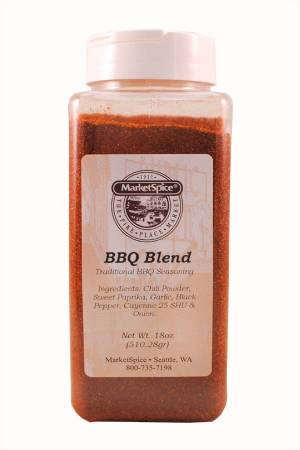 1911
MarketSpice®
THE PIKE PLACE MARKET
BBQ Blend
Traditional BBQ Seasoning
Ingredients: Chili Powder,
Sweet Paprika, Garlic, Black
Pepper, Cayenne 25 SHU &
Onion.
Net Wt. 18oz.
(510.28gr)
MarketSpice • Seattle, WA
800-735-7198